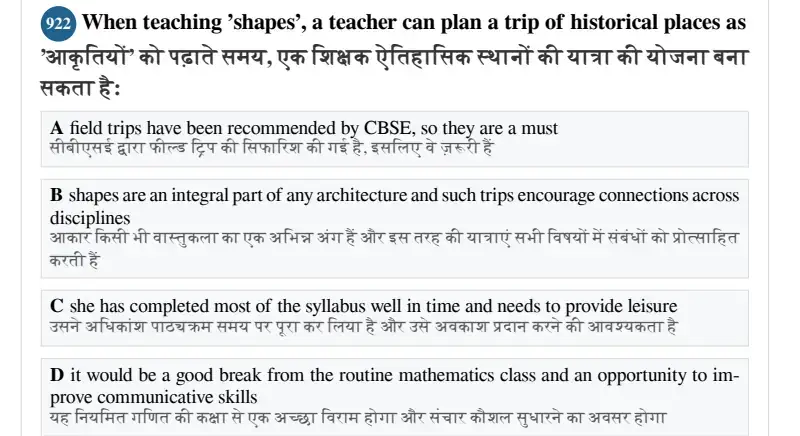 922 When teaching ’shapes’, a teacher can plan a trip of historical places as
’आकृतियों’ को पढ़ाते समय, एक शिक्षक ऐतिहासिक स्थानों की यात्रा की योजना बना
सकता है:
A field trips have been recommended by CBSE, so they are a must
सीबीएसई द्वारा फील्ड ट्रिप की सिफारिश की गई है, इसलिए वे ज़रूरी हैं
B shapes are an integral part of any architecture and such trips encourage connections across
disciplines
आकार किसी भी वास्तुकला का एक अभिन्न अंग हैं और इस तरह की यात्राएं सभी विषयों में संबंधों को प्रोत्साहित
करती हैं
C she has completed most of the syllabus well in time and needs to provide leisure
उसने अधिकांश पाठ्यक्रम समय पर पूरा कर लिया है और उसे अवकाश प्रदान करने की आवश्यकता है
D it would be a good break from the routine mathematics class and an opportunity to im-
prove communicative skills
यह नियमित गणित की कक्षा से एक अच्छा विराम होगा और संचार कौशल सुधारने का अवसर होगा